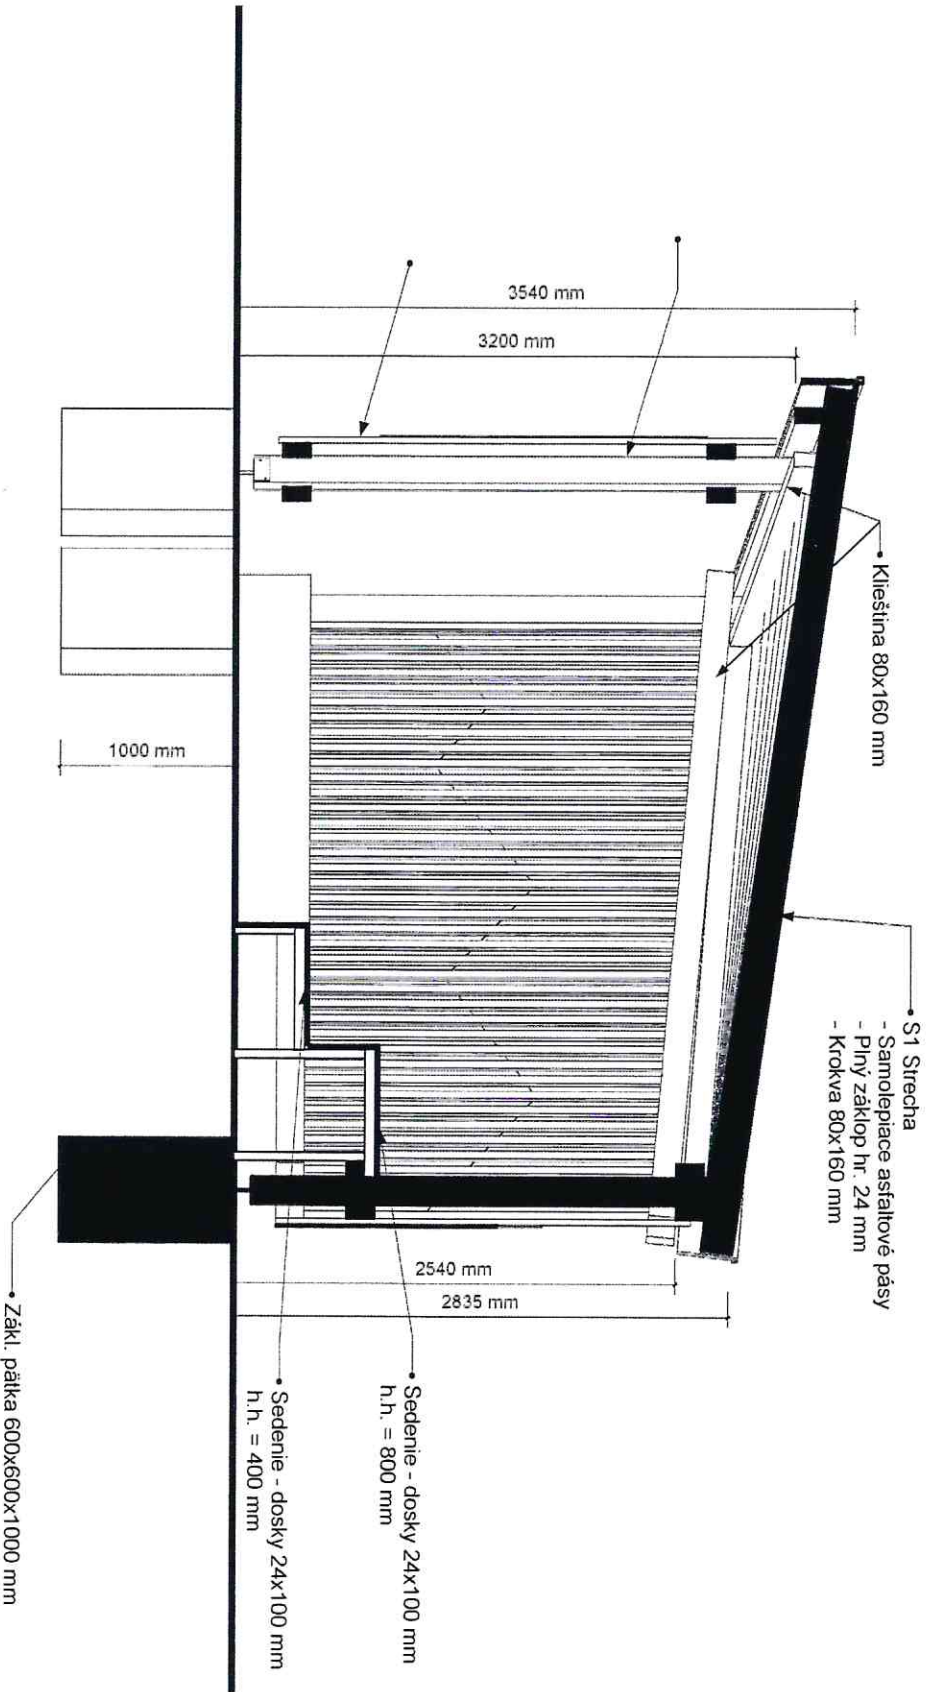 3540 mm
3200 mm
Klieština 80x160 mm
S1 Strecha
- Samolepiace asfaltové pásy
- Plný záklop hr. 24 mm
- Krokva 80x160 mm
1000 mm
2540 mm
2835 mm
Sedenie - dosky 24x100 mm
h.h. = 800 mm
Sedenie - dosky 24x100 mm
h.h. = 400 mm
Zákl. pätka 600x600x1000 mm